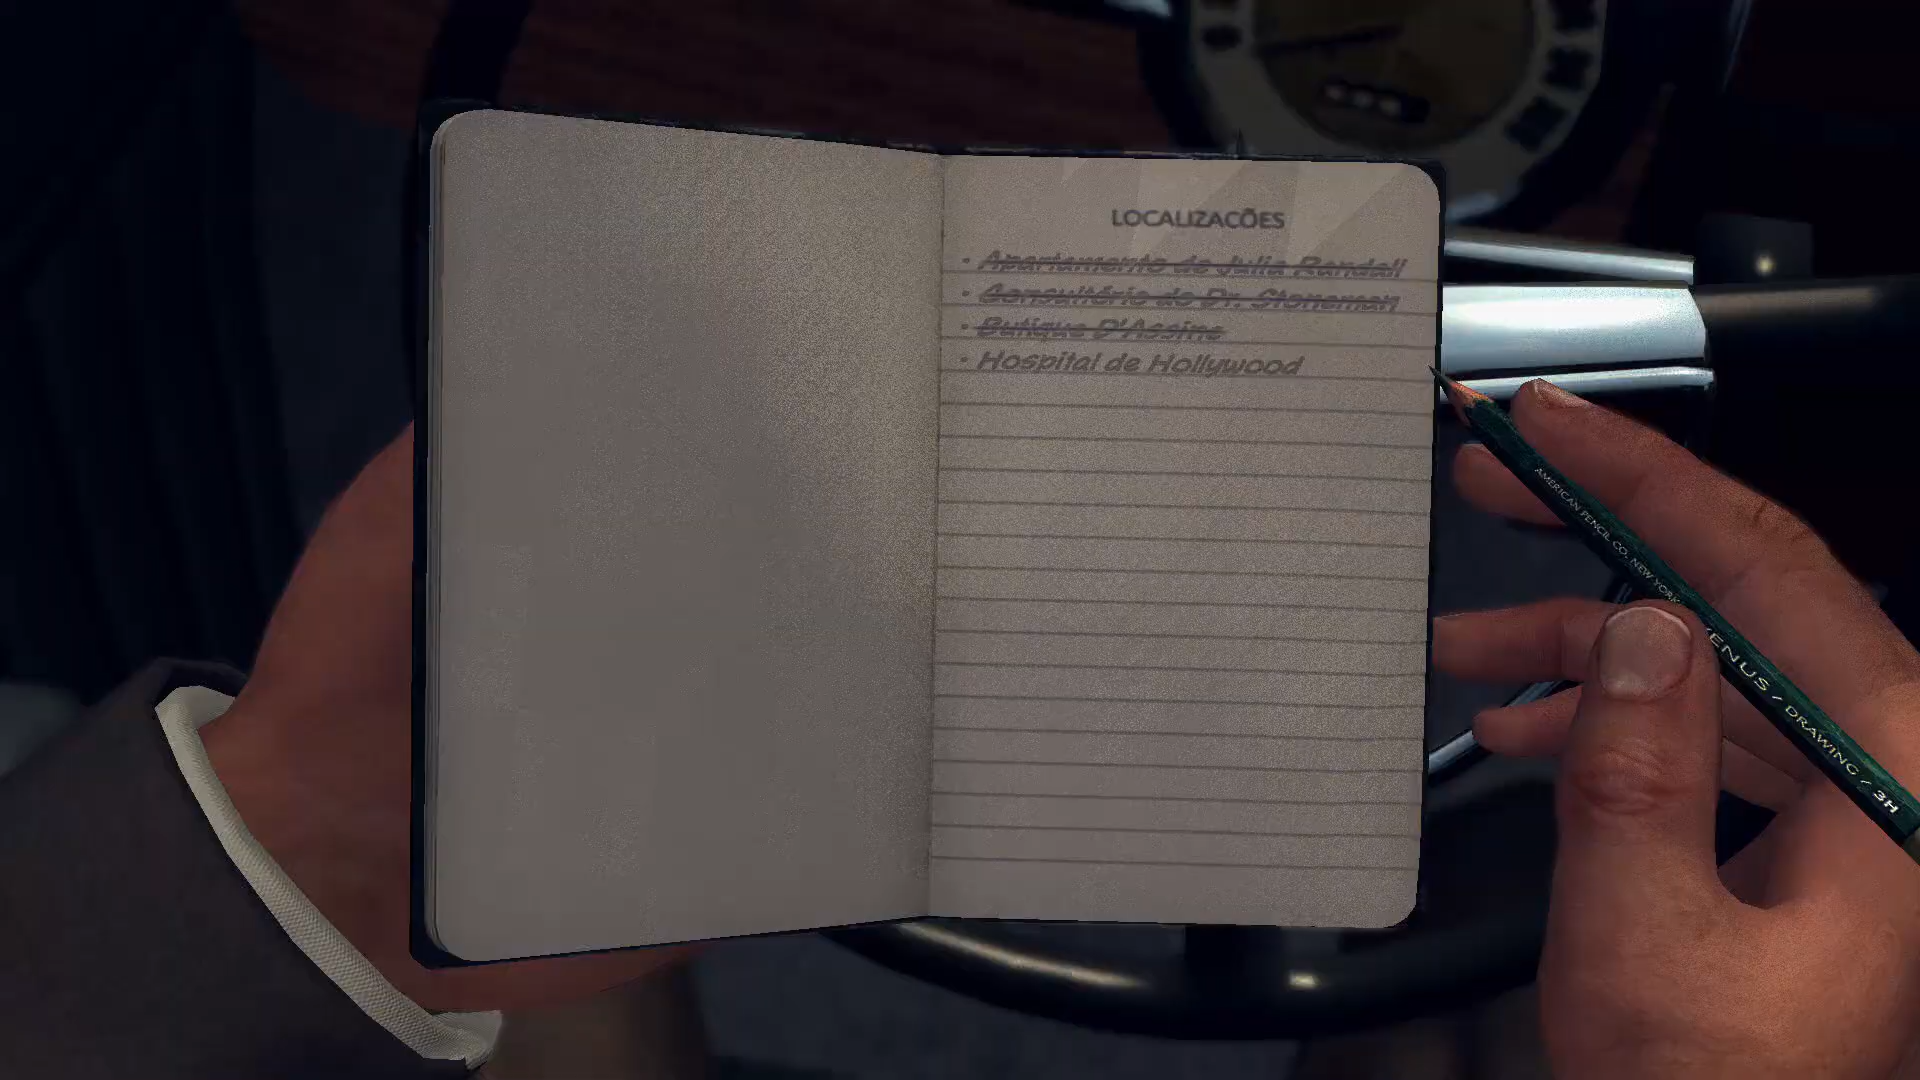 LOCALIZAÇÕES
• Apartamento de Julia Randall
• Consultório do Dr. Stoneman
• Butique D'Assine
• Hospital de Hollywood
AMERICAN PENCIL CO. NEW YORK
VENUS / DRAWING / 3H